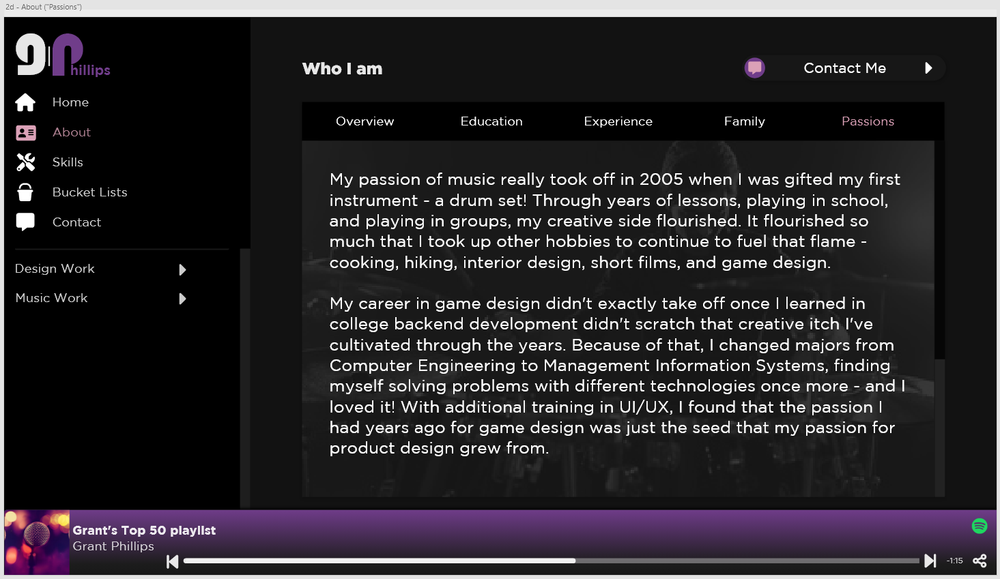 2d - About ("Passions")
g|P
hillips
Home
About
Skills
Bucket Lists
Contact
Design Work
Music Work
Who I am
Contact Me
Overview Education Experience Family Passions
My passion of music really took off in 2005 when I was gifted my first
instrument - a drum set! Through years of lessons, playing in school,
and playing in groups, my creative side flourished. It flourished so
much that I took up other hobbies to continue to fuel that flame -
cooking, hiking, interior design, short films, and game design.
My career in game design didn't exactly take off once I learned in
college backend development didn't scratch that creative itch I've
cultivated through the years. Because of that, I changed majors from
Computer Engineering to Management Information Systems, finding
myself solving problems with different technologies once more - and I
loved it! With additional training in UI/UX, I found that the passion I
had years ago for game design was just the seed that my passion for
product design grew from.
Grant's Top 50 playlist
Grant Phillips
-1:15